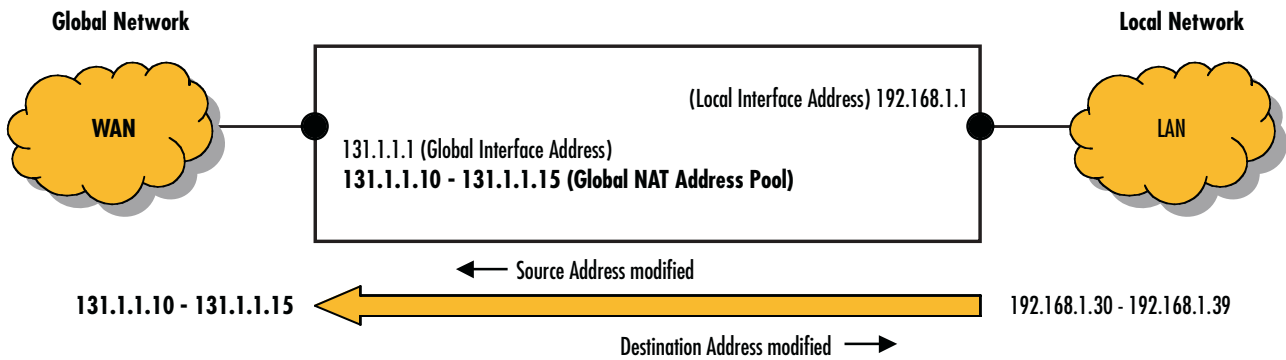 Global Network
Local Network
WAN
(Local Interface Address) 192.168.1.1
LAN
131.1.1.1 (Global Interface Address)
131.1.1.10 - 131.1.1.15 (Global NAT Address Pool)
Source Address modified
131.1.1.10 - 131.1.1.15
192.168.1.30 - 192.168.1.39
Destination Address modified